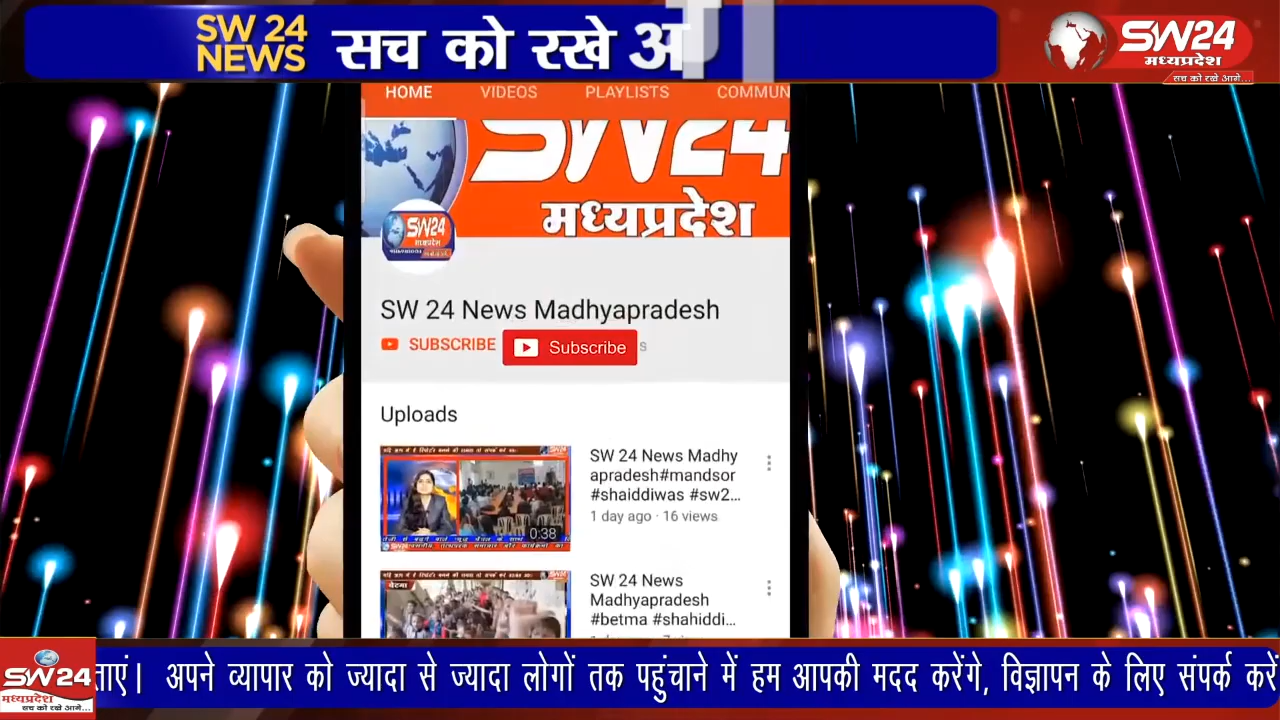 SW 24
NEWS
सच को रखे
SW24
मध्यप्रदेश
सच को रखे आगे...
HOME VIDEOS PLAYLISTS COMMUN
SW24
मध्यप्रदेश
SW24
SW 24 News Madhyapradesh
SUBSCRIBE
Subscribe
s
Uploads
SW 24 News Madhy
apradesh#mandsor
#shaiddiwas #sw2...
1 day ago · 16 views
0:38
SW 24 News
Madhyapradesh
#betma #shahiddi...
बेटमा
SW24
मध्यप्रदेश
सच को रखे आगे...
ताएं। अपने व्यापार को ज्यादा से ज्यादा लोगों तक पहुंचाने में हम आपकी मदद करेंगे, विज्ञापन के लिए संपर्क करें